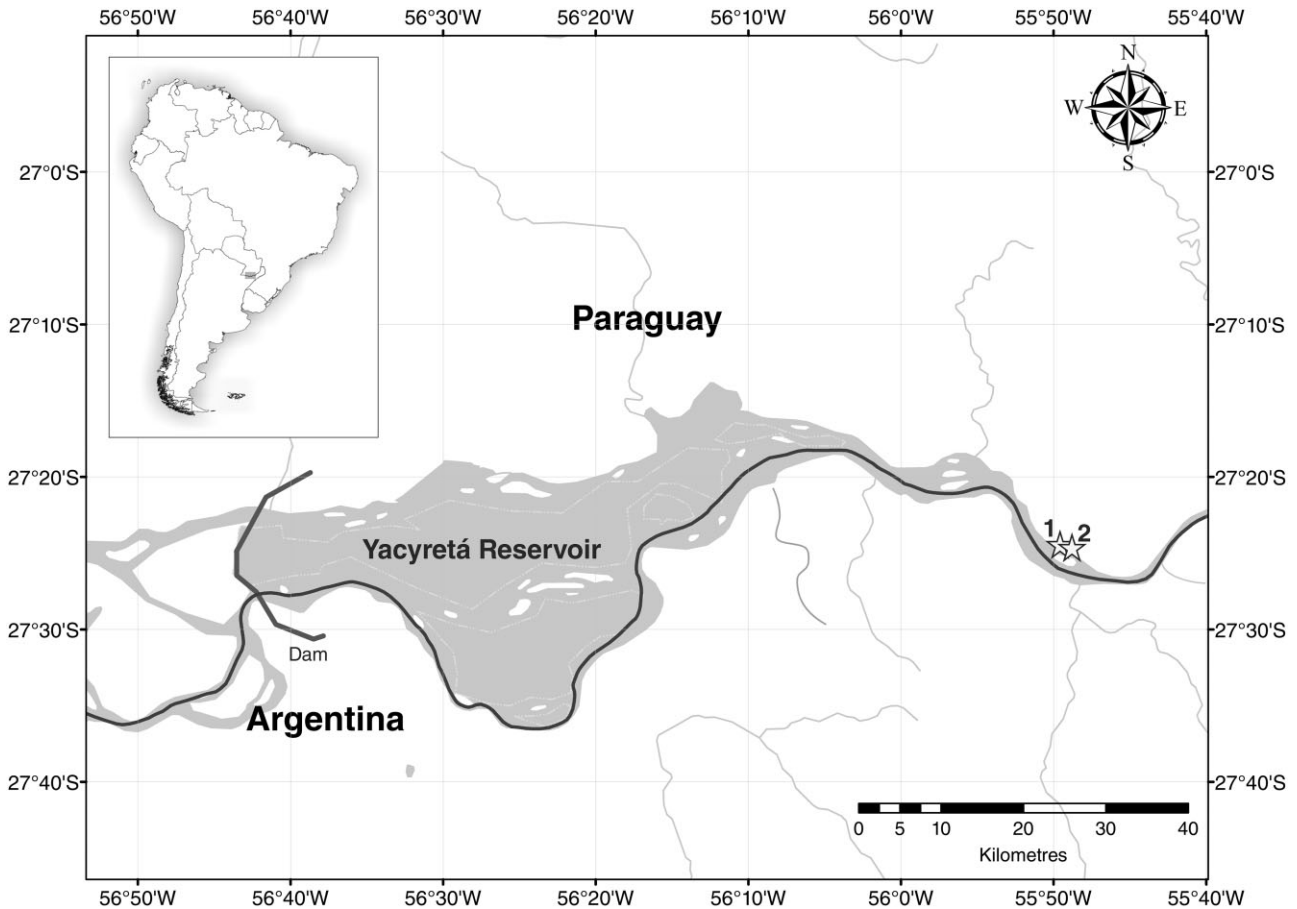 56°50'W 56°40'W 56°30'W 56°20'W 56°10'W 56°0'W 55°50'W 55°40'W
N
W E
S
27°0'S 27°0'S
27°10'S Paraguay 27°10'S
27°20'S 27°20'S
1 2
Yacyretá Reservoir
27°30'S 27°30'S
Dam
Argentina
27°40'S 27°40'S
0 5 10 20 30 40
Kilometres
56°50'W 56°40'W 56°30'W 56°20'W 56°10'W 56°0'W 55°50'W 55°40'W